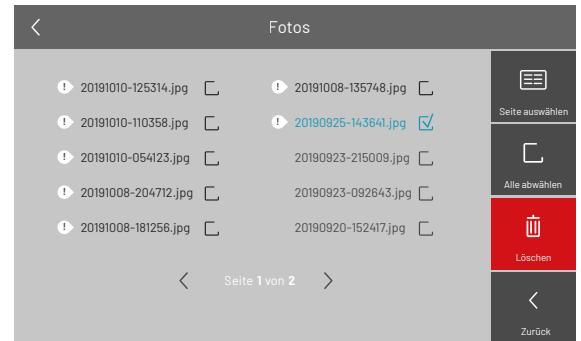 Fotos
! 20191010-125314.jpg
! 20191010-110358.jpg
! 20191010-054123.jpg
! 20191008-204712.jpg
! 20191008-181256.jpg
! 20191008-135748.jpg
! 20190925-143641.jpg
20190923-215009.jpg
20190923-092643.jpg
20190920-152417.jpg
Seite 1 von 2
Seite auswählen
Alle abwählen
Löschen
Zurück